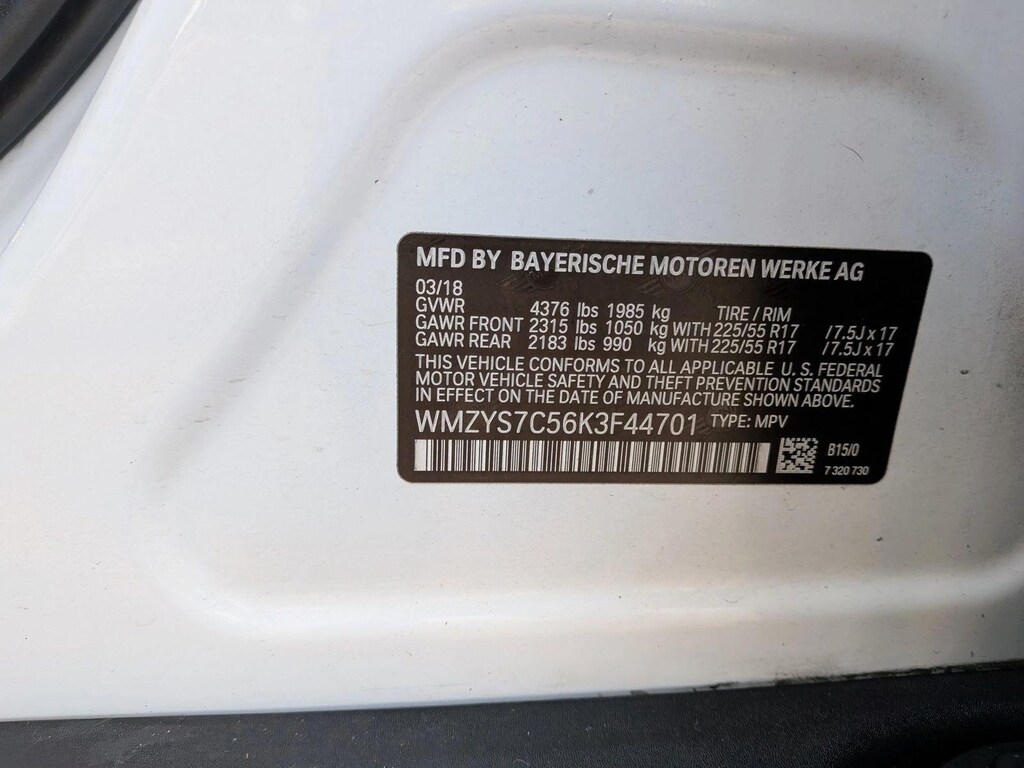 MFD BY BAYERISCHE MOTOREN WERKE AG
03/18
GVWR 4376 lbs 1985 kg TIRE / RIM
GAWR FRONT 2315 lbs 1050 kg WITH 225/55 R17 /7.5J x 17
GAWR REAR 2183 lbs 990 kg WITH 225/55 R17 /7.5J x 17
THIS VEHICLE CONFORMS TO ALL APPLICABLE U. S. FEDERAL
MOTOR VEHICLE SAFETY AND THEFT PREVENTION STANDARDS
IN EFFECT ON THE DATE OF MANUFACTURE SHOWN ABOVE.
WMZYS7C56K3F44701 TYPE: MPV
B15/0
7 320 730